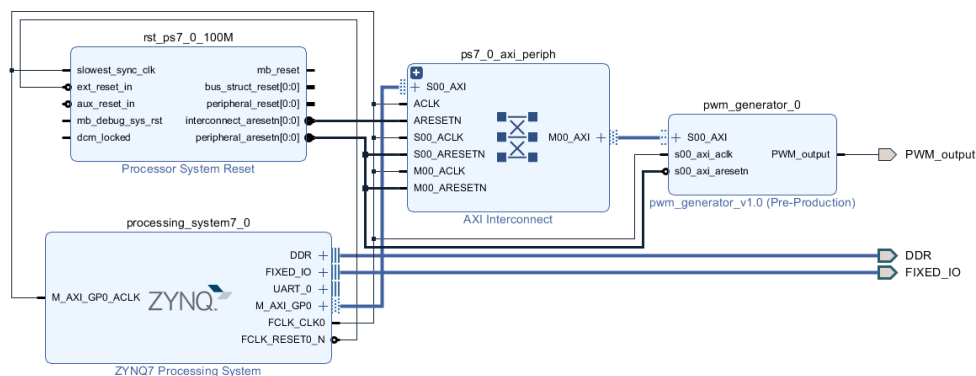 rst_ps7_0_100M
slowest_sync_clk
ext_reset_in
aux_reset_in
mb_debug_sys_rst
dcm_locked
mb_reset
bus_struct_reset[0:0]
peripheral_reset[0:0]
interconnect_aresetn[0:0]
peripheral_aresetn[0:0]
Processor System Reset
ps7_0_axi_periph
S00_AXI
ACLK
ARESETN
S00_ACLK
S00_ARESETN
M00_ACLK
M00_ARESETN
M00_AXI
AXI Interconnect
pwm_generator_0
S00_AXI
s00_axi_aclk
s00_axi_aresetn
PWM_output
pwm_generator_v1.0 (Pre-Production)
PWM_output
processing_system7_0
M_AXI_GP0_ACLK
ZYNQ
DDR
FIXED_IO
UART_0
M_AXI_GP0
FCLK_CLK0
FCLK_RESET0_N
ZYNQ7 Processing System
DDR
FIXED_IO